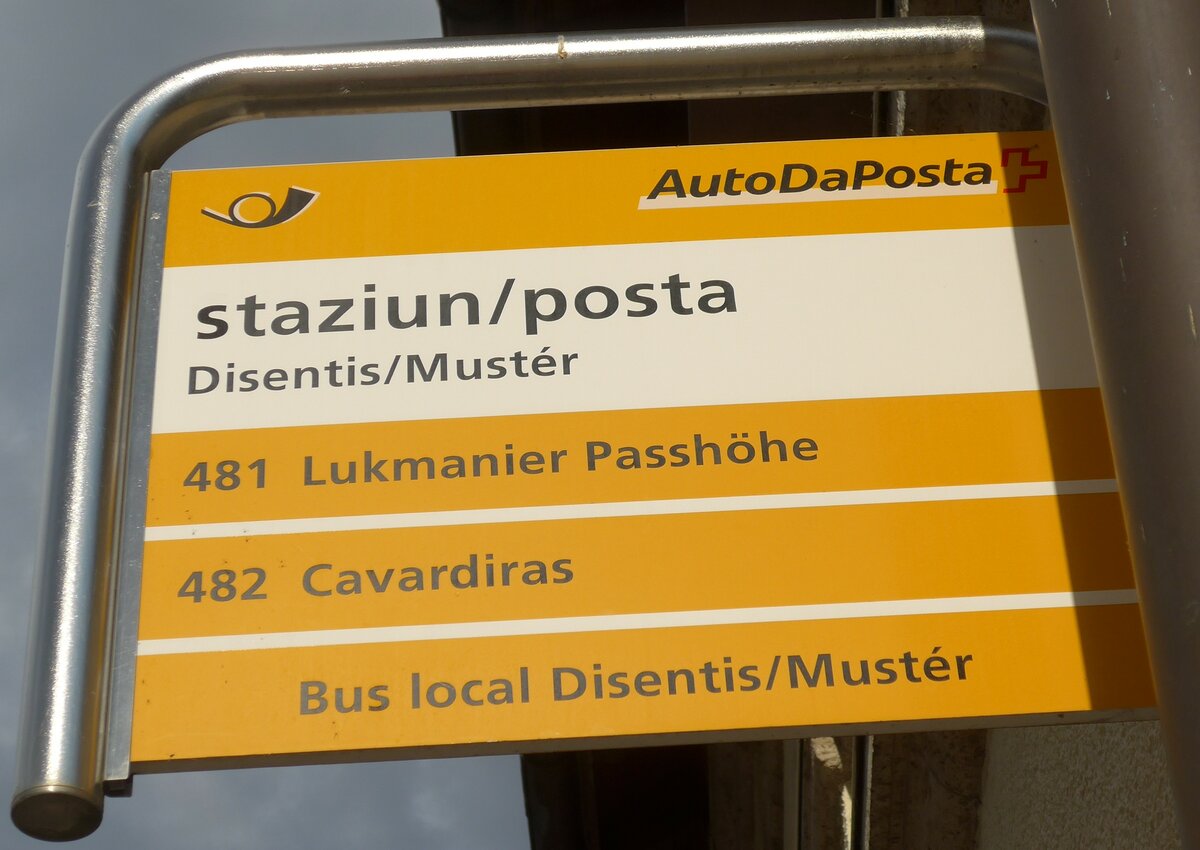 AutoDaPosta
staziun/posta
Disentis/Mustér
481 Lukmanier Passhöhe
482 Cavardiras
Bus local Disentis/Mustér